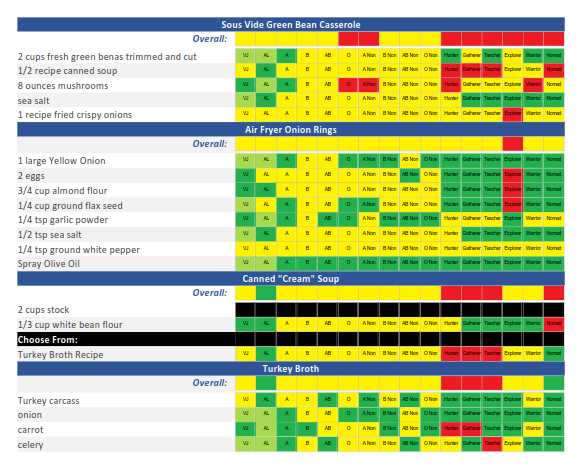 Sous Vide Green Bean Casserole
Overall:
2 cups fresh green benas trimmed and cut VJ AL A B AB O A Non B Non AB Non O Non Hunter Gatherer Teacher Explorer Warrior Nomad
1/2 recipe canned soup VJ AL A B AB O A Non B Non AB Non O Non Hunter Gatherer Teacher Explorer Warrior Nomad
8 ounces mushrooms VJ AL A B AB O A Non B Non AB Non O Non Hunter Gatherer Teacher Explorer Warrior Nomad
sea salt VJ AL A B AB O A Non B Non AB Non O Non Hunter Gatherer Teacher Explorer Warrior Nomad
1 recipe fried crispy onions VJ AL A B AB O A Non B Non AB Non O Non Hunter Gatherer Teacher Explorer Warrior Nomad
Air Fryer Onion Rings
Overall:
1 large Yellow Onion VJ AL A B AB O A Non B Non AB Non O Non Hunter Gatherer Teacher Explorer Warrior Nomad
2 eggs VJ AL A B AB O A Non B Non AB Non O Non Hunter Gatherer Teacher Explorer Warrior Nomad
3/4 cup almond flour VJ AL A B AB O A Non B Non AB Non O Non Hunter Gatherer Teacher Explorer Warrior Nomad
1/4 cup ground flax seed VJ AL A B AB O A Non B Non AB Non O Non Hunter Gatherer Teacher Explorer Warrior Nomad
1/4 tsp garlic powder VJ AL A B AB O A Non B Non AB Non O Non Hunter Gatherer Teacher Explorer Warrior Nomad
1/2 tsp sea salt VJ AL A B AB O A Non B Non AB Non O Non Hunter Gatherer Teacher Explorer Warrior Nomad
1/4 tsp ground white pepper VJ AL A B AB O A Non B Non AB Non O Non Hunter Gatherer Teacher Explorer Warrior Nomad
Spray Olive Oil VJ AL A B AB O A Non B Non AB Non O Non Hunter Gatherer Teacher Explorer Warrior Nomad
Canned "Cream" Soup
Overall:
2 cups stock
1/3 cup white bean flour VJ AL A B AB O A Non B Non AB Non O Non Hunter Gatherer Teacher Explorer Warrior Nomad
Choose From:
Turkey Broth Recipe VJ AL A B AB O A Non B Non AB Non O Non Hunter Gatherer Teacher Explorer Warrior Nomad
Turkey Broth
Overall:
Turkey carcass VJ AL A B AB O A Non B Non AB Non O Non Hunter Gatherer Teacher Explorer Warrior Nomad
onion VJ AL A B AB O A Non B Non AB Non O Non Hunter Gatherer Teacher Explorer Warrior Nomad
carrot VJ AL A B AB O A Non B Non AB Non O Non Hunter Gatherer Teacher Explorer Warrior Nomad
celery VJ AL A B AB O A Non B Non AB Non O Non Hunter Gatherer Teacher Explorer Warrior Nomad